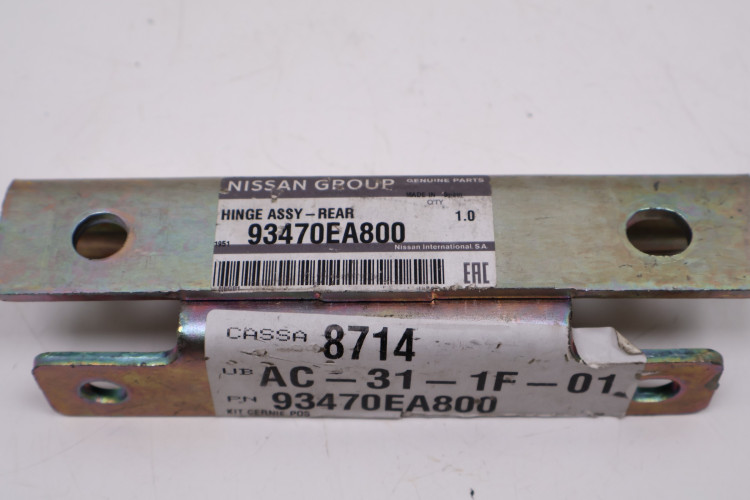 NISSAN GROUP GENUINE PARTS
MADE IN
HINGE ASSY-REAR QTY 1.0
93470EA800
Nissan International S.A.
EAC
CASSA 8714
UB AC-31-1F-01
PN 93470EA800
KIT CERNIE POS